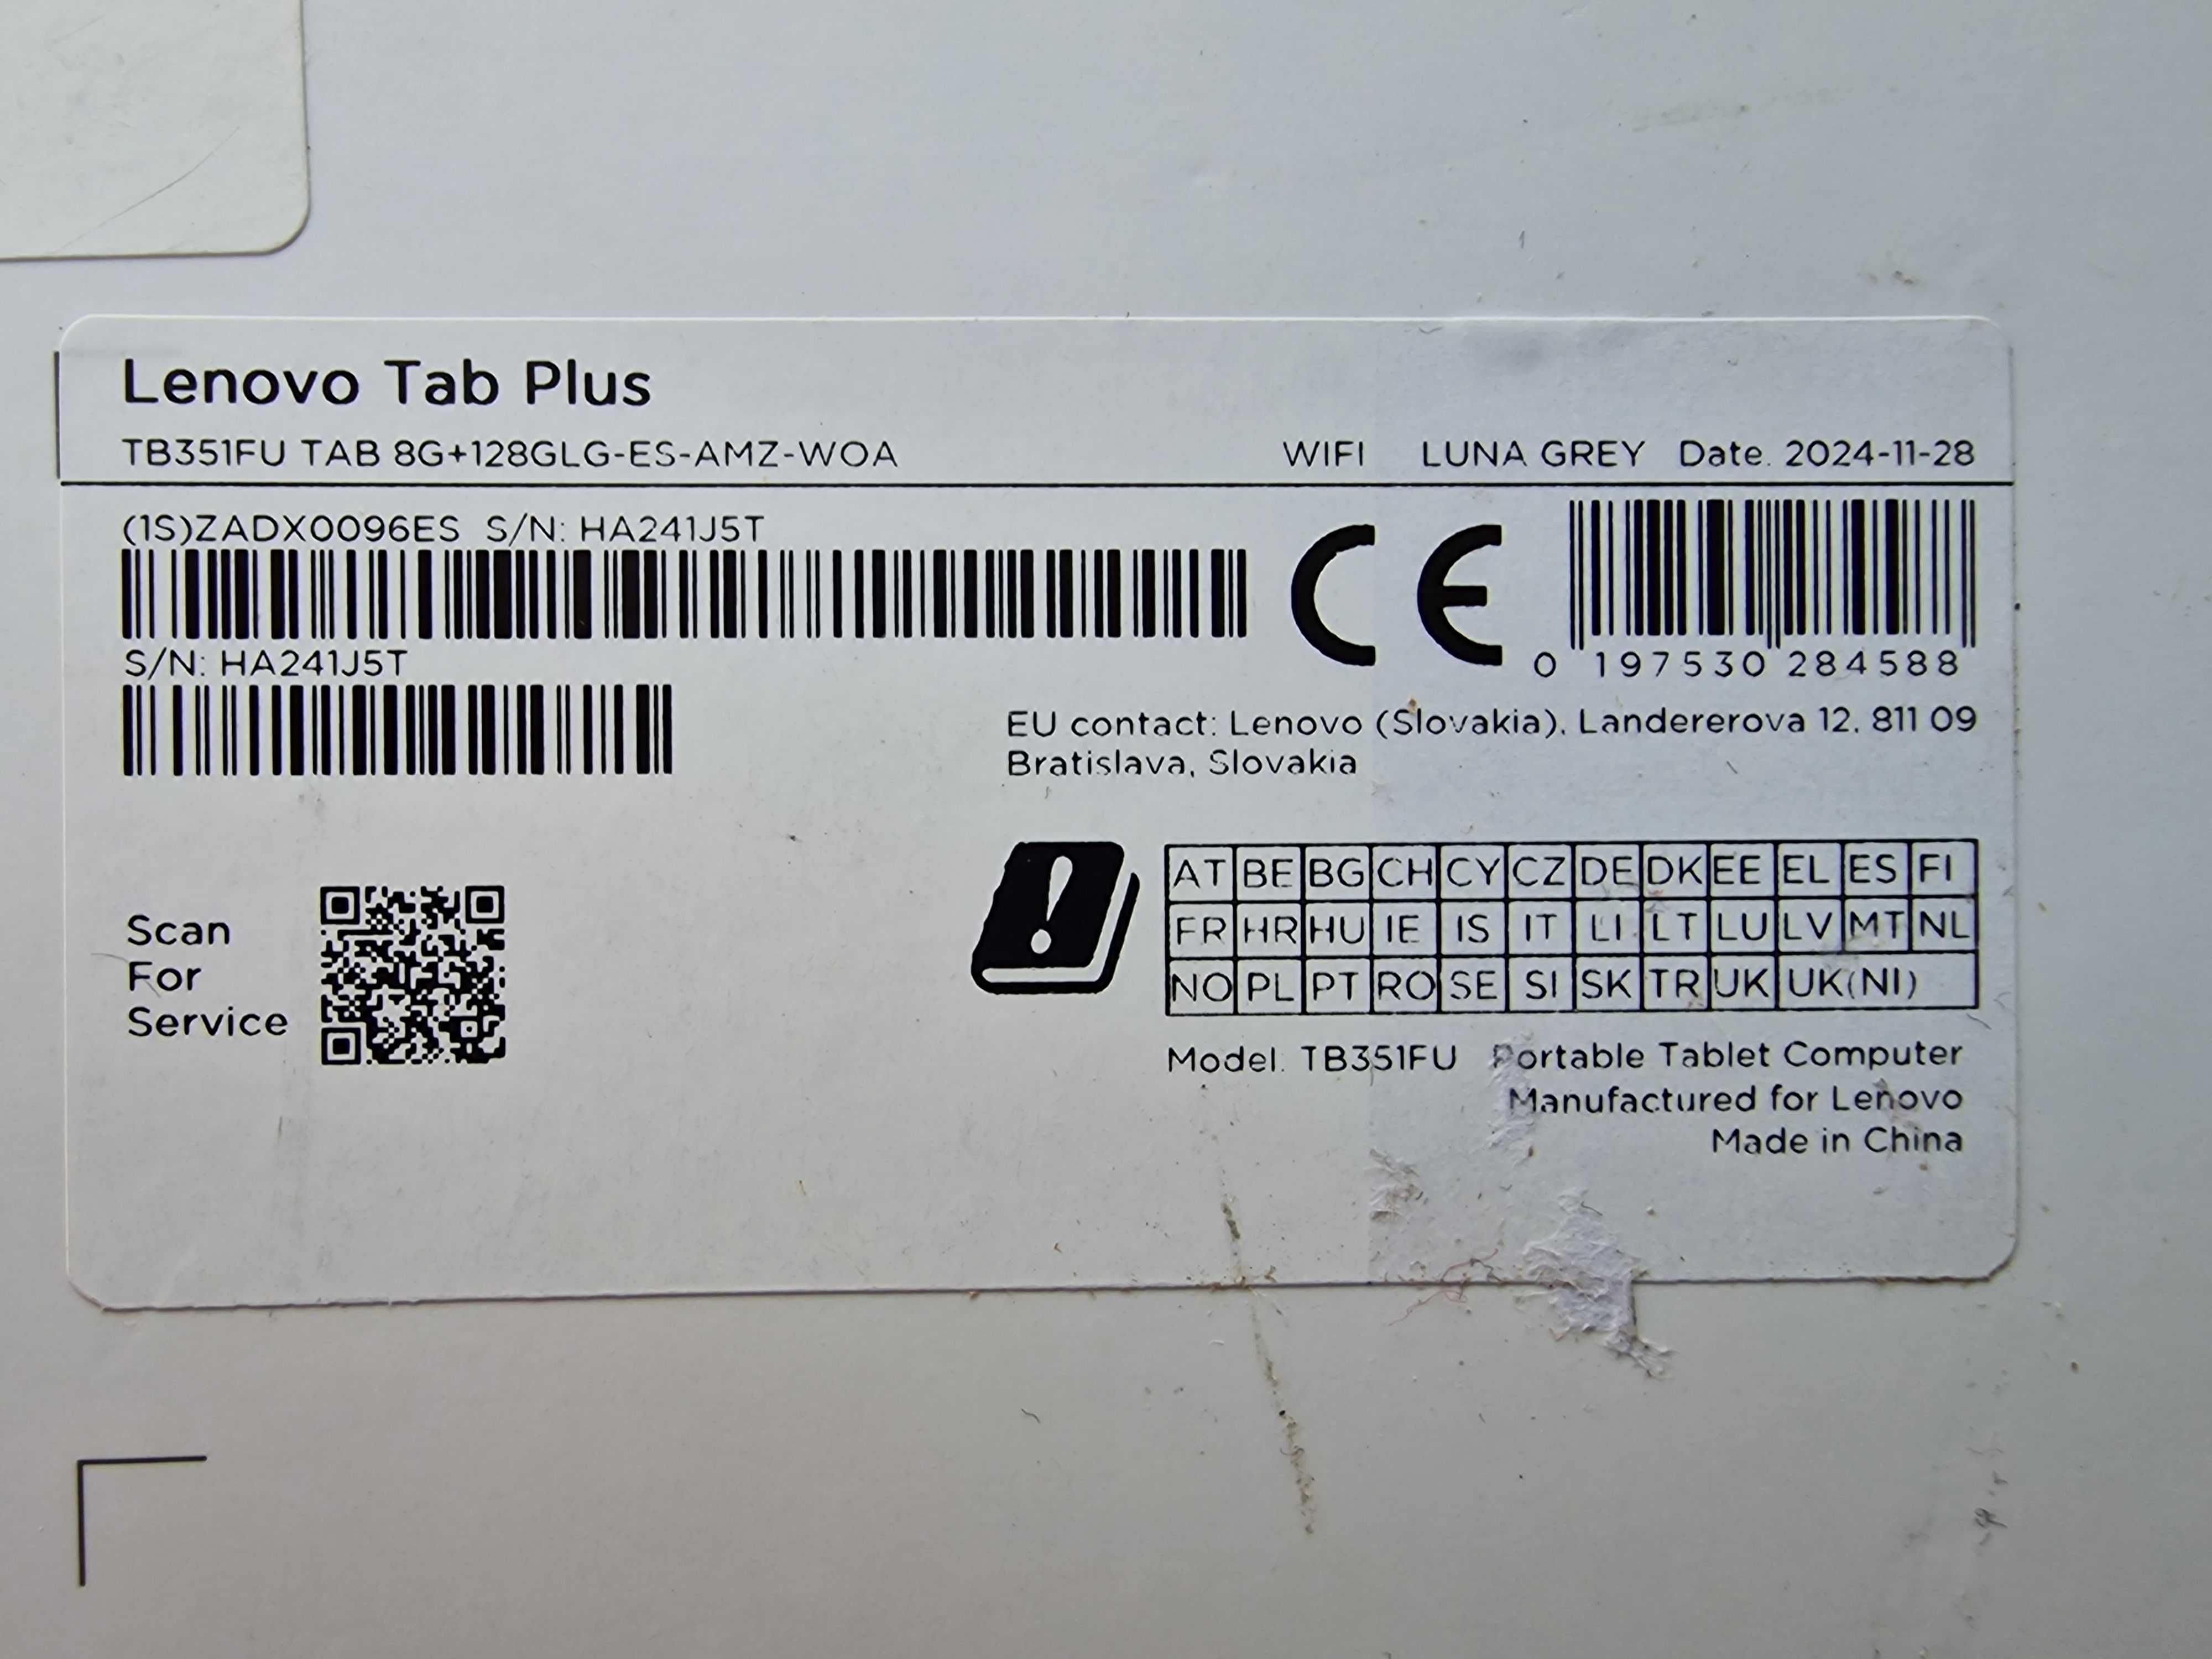 Lenovo Tab Plus
TB351FU TAB 8G+128GLG-ES-AMZ-WOA WIFI LUNA GREY Date. 2024-11-28
(1S)ZADX0096ES S/N: HA241J5T
S/N: HA241J5T
CE
0 197530 284588
EU contact: Lenovo (Slovakia), Landererova 12, 811 09
Bratislava, Slovakia
Scan
For
Service
!
AT BE BG CH CY CZ DE DK EE EL ES FI
FR HR HU IE IS IT LI LT LU LV MT NL
NO PL PT RO SE SI SK TR UK UK(NI)
Model: TB351FU Portable Tablet Computer
Manufactured for Lenovo
Made in China